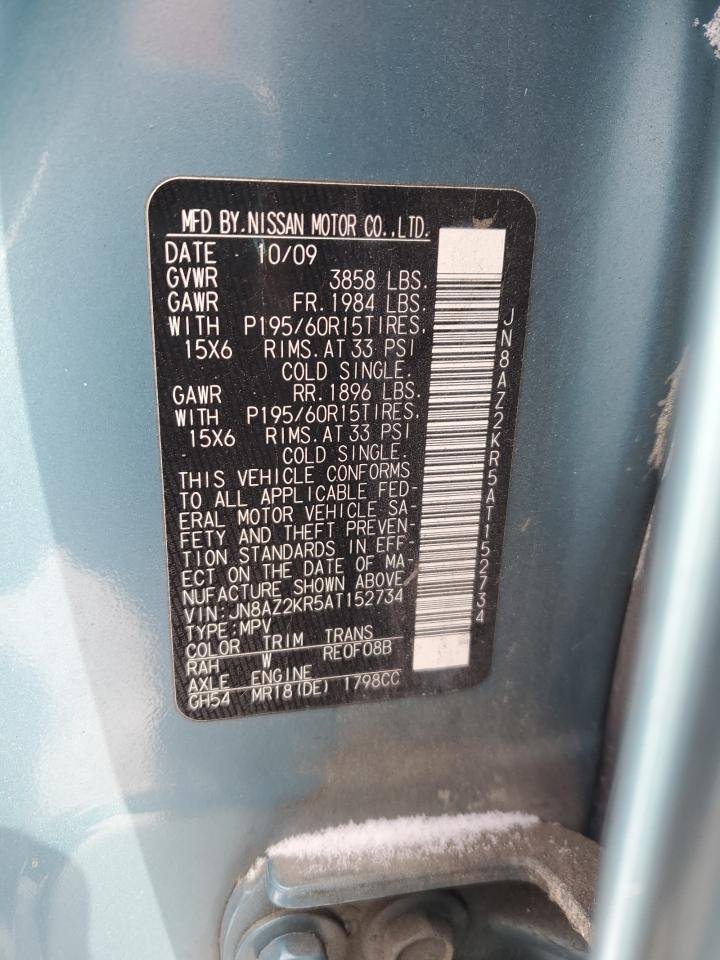 MFD BY.NISSAN MOTOR CO.,LTD.
DATE 10/09
GVWR 3858 LBS.
GAWR FR. 1984 LBS.
WITH P195/60R15TIRES,
15X6 RIMS.AT 33 PSI
COLD SINGLE.
GAWR RR. 1896 LBS.
WITH P195/60R15TIRES,
15X6 RIMS.AT 33 PSI
COLD SINGLE.
THIS VEHICLE CONFORMS
TO ALL APPLICABLE FED-
ERAL MOTOR VEHICLE SA-
FETY AND THEFT PREVEN-
TION STANDARDS IN EFF-
ECT ON THE DATE OF MA-
NUFACTURE SHOWN ABOVE.
VIN:JN8AZ2KR5AT152734
TYPE:MPV
COLOR TRIM TRANS
RAH W RE0F08B
AXLE ENGINE
GH54 MR18(DE) 1798CC
JN8AZ2KR5AT152734